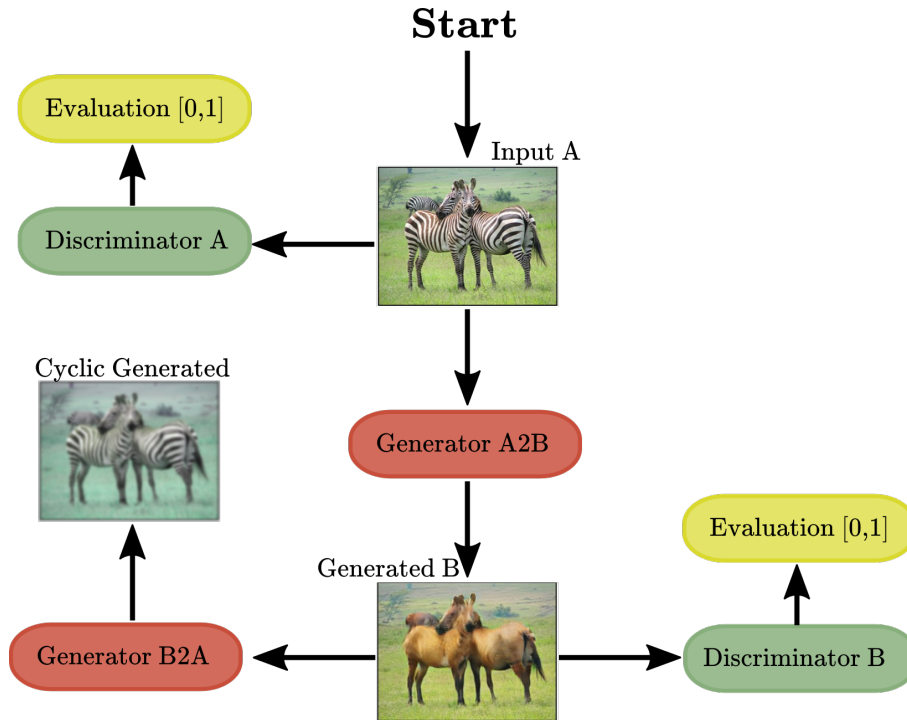 Start
Evaluation [0,1]
Input A
Discriminator A
Cyclic Generated
Generator A2B
Evaluation [0,1]
Generated B
Generator B2A
Discriminator B